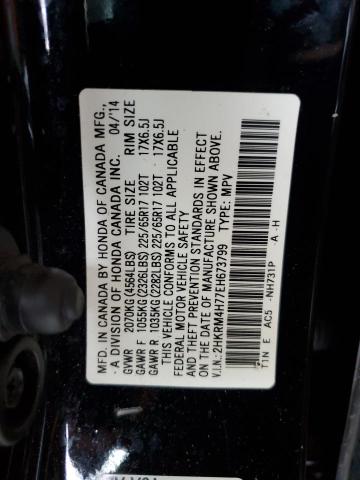 MFD. IN CANADA BY HONDA OF CANADA MFG.,
- A DIVISION OF HONDA CANADA INC. 04/14
GVWR 2070KG(4564LBS) TIRE SIZE RIM SIZE
GAWR F 1055KG(2326LBS) 225/65R17 102T 17X6.5J
GAWR R 1035KG(2282LBS) 225/65R17 102T 17X6.5J
THIS VEHICLE CONFORMS TO ALL APPLICABLE
FEDERAL MOTOR VEHICLE SAFETY
AND THEFT PREVENTION STANDARDS IN EFFECT
ON THE DATE OF MANUFACTURE SHOWN ABOVE.
V.I.N.: 2HKRM4H77EH673799 TYPE: MPV
T1N E AC5 -NH731P -A -H